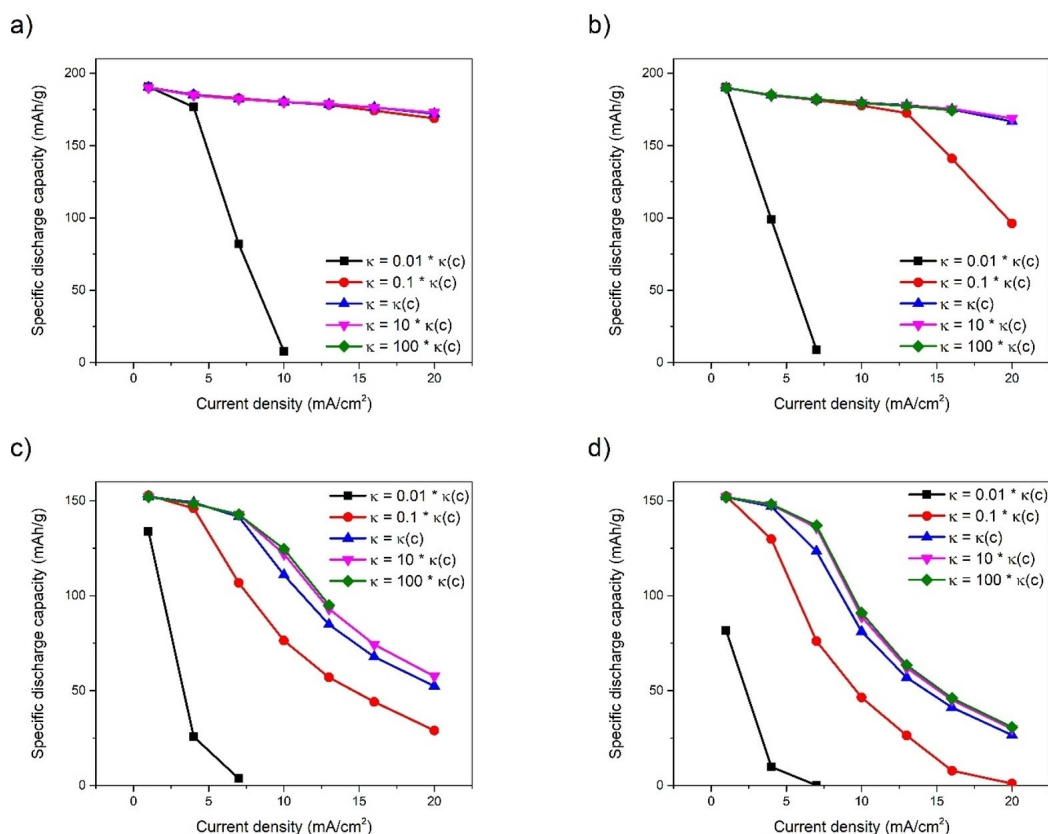 a)
Specific discharge capacity (mAh/g)
200
150
100
50
0
κ = 0.01 * κ(c)
κ = 0.1 * κ(c)
κ = κ(c)
κ = 10 * κ(c)
κ = 100 * κ(c)
0 5 10 15 20
Current density (mA/cm²)
b)
Specific discharge capacity (mAh/g)
200
150
100
50
0
κ = 0.01 * κ(c)
κ = 0.1 * κ(c)
κ = κ(c)
κ = 10 * κ(c)
κ = 100 * κ(c)
0 5 10 15 20
Current density (mA/cm²)
c)
Specific discharge capacity (mAh/g)
150
100
50
0
κ = 0.01 * κ(c)
κ = 0.1 * κ(c)
κ = κ(c)
κ = 10 * κ(c)
κ = 100 * κ(c)
0 5 10 15 20
Current density (mA/cm²)
d)
Specific discharge capacity (mAh/g)
150
100
50
0
κ = 0.01 * κ(c)
κ = 0.1 * κ(c)
κ = κ(c)
κ = 10 * κ(c)
κ = 100 * κ(c)
0 5 10 15 20
Current density (mA/cm²)